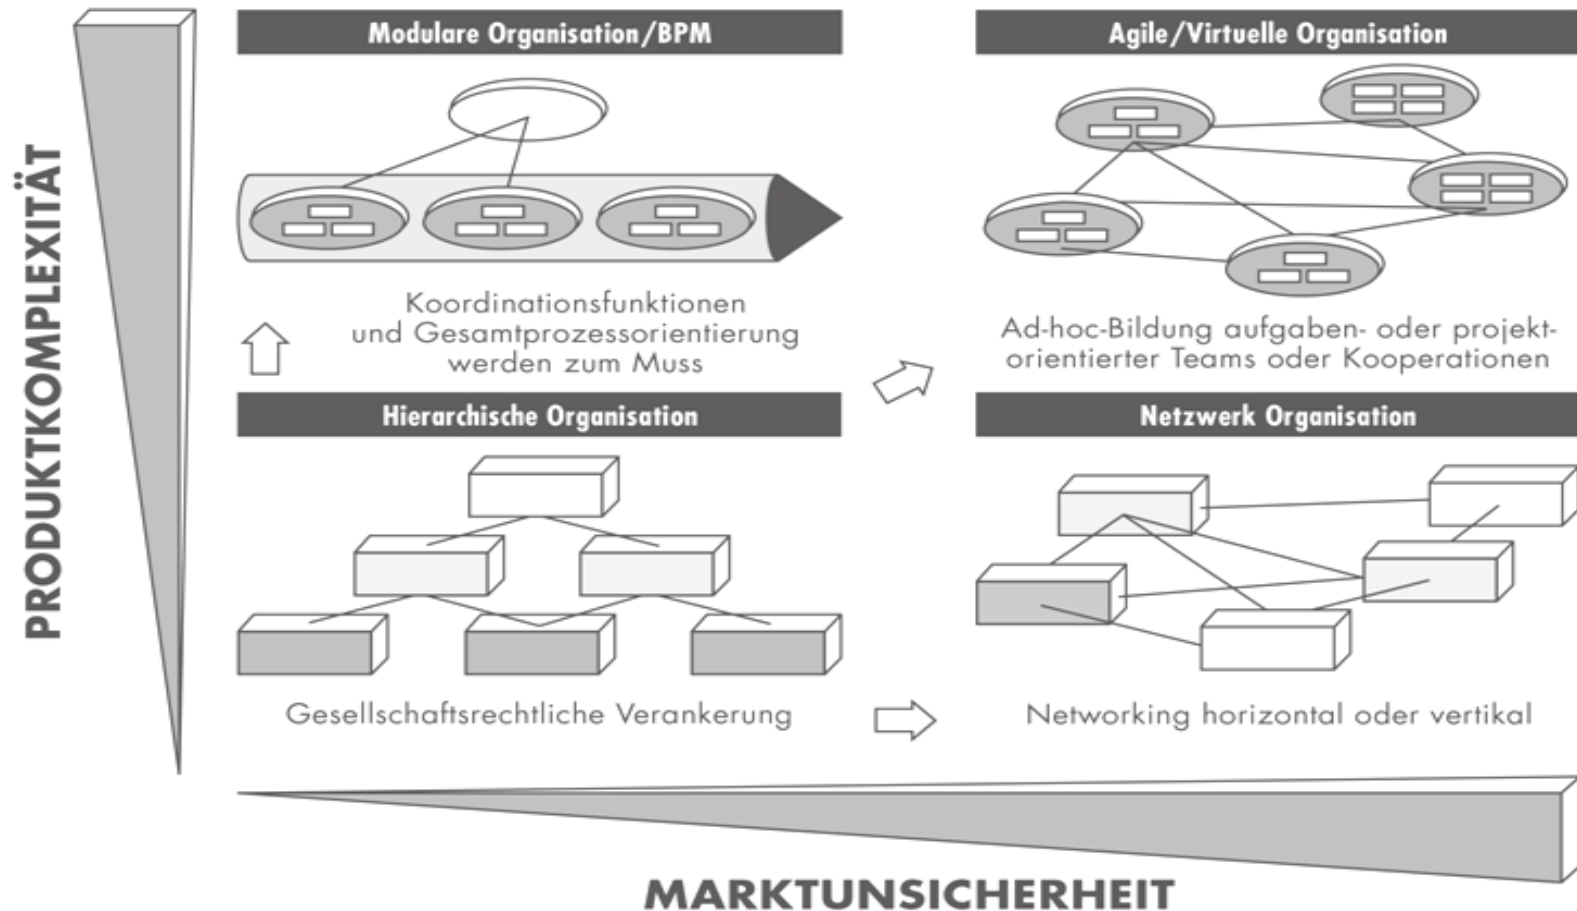 PRODUKTKOMPLEXITÄT
Modulare Organisation/BPM
Koordinationsfunktionen
und Gesamtprozessorientierung
werden zum Muss
Agile/Virtuelle Organisation
Ad-hoc-Bildung aufgaben- oder projekt-
orientierter Teams oder Kooperationen
Hierarchische Organisation
Gesellschaftsrechtliche Verankerung
Netzwerk Organisation
Networking horizontal oder vertikal
MARKTUNSICHERHEIT